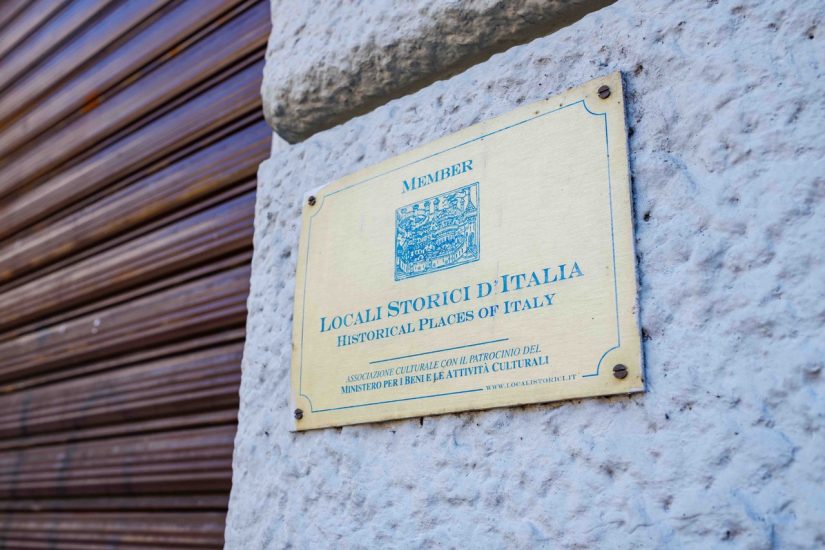 MEMBER
LOCALI STORICI D'ITALIA
HISTORICAL PLACES OF ITALY
ASSOCIAZIONE CULTURALE CON IL PATROCINIO DEL
MINISTERO PER I BENI E LE ATTIVITÀ CULTURALI
WWW.LOCALISTORICI.IT